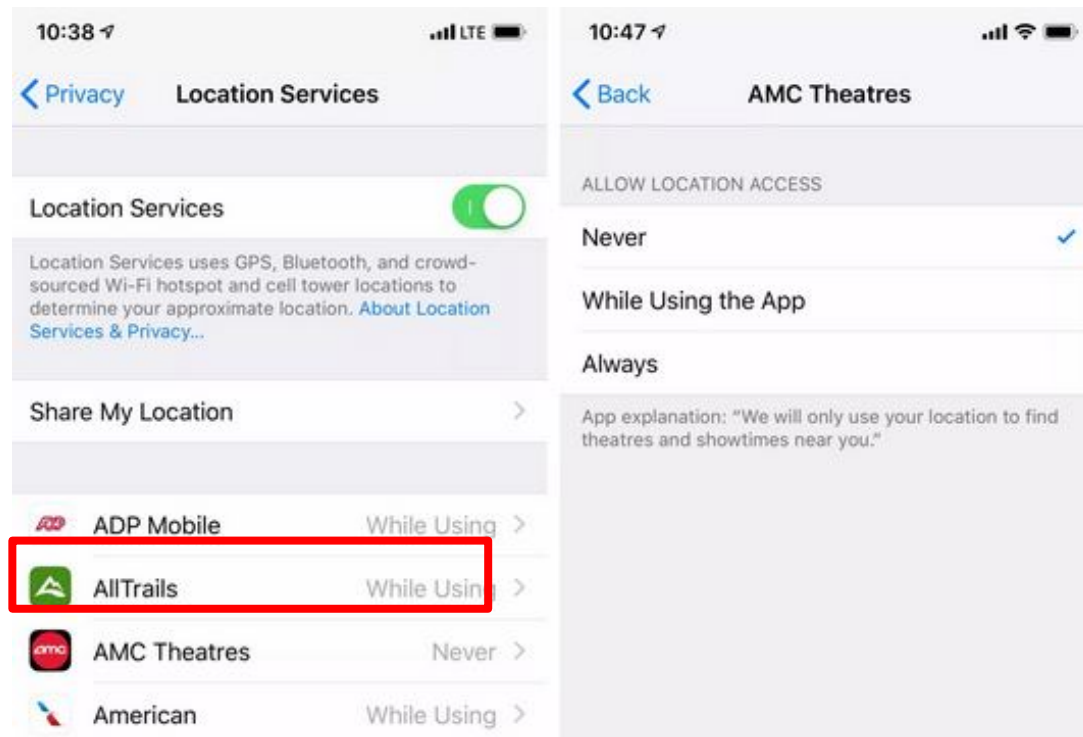 10:38
LTE
Privacy
Location Services
Location Services
Location Services uses GPS, Bluetooth, and crowd-
sourced Wi-Fi hotspot and cell tower locations to
determine your approximate location. About Location
Services & Privacy...
Share My Location
ADP Mobile While Using
AllTrails While Using
amc AMC Theatres Never
American While Using
10:47
Back
AMC Theatres
ALLOW LOCATION ACCESS
Never
While Using the App
Always
App explanation: “We will only use your location to find
theatres and showtimes near you.”